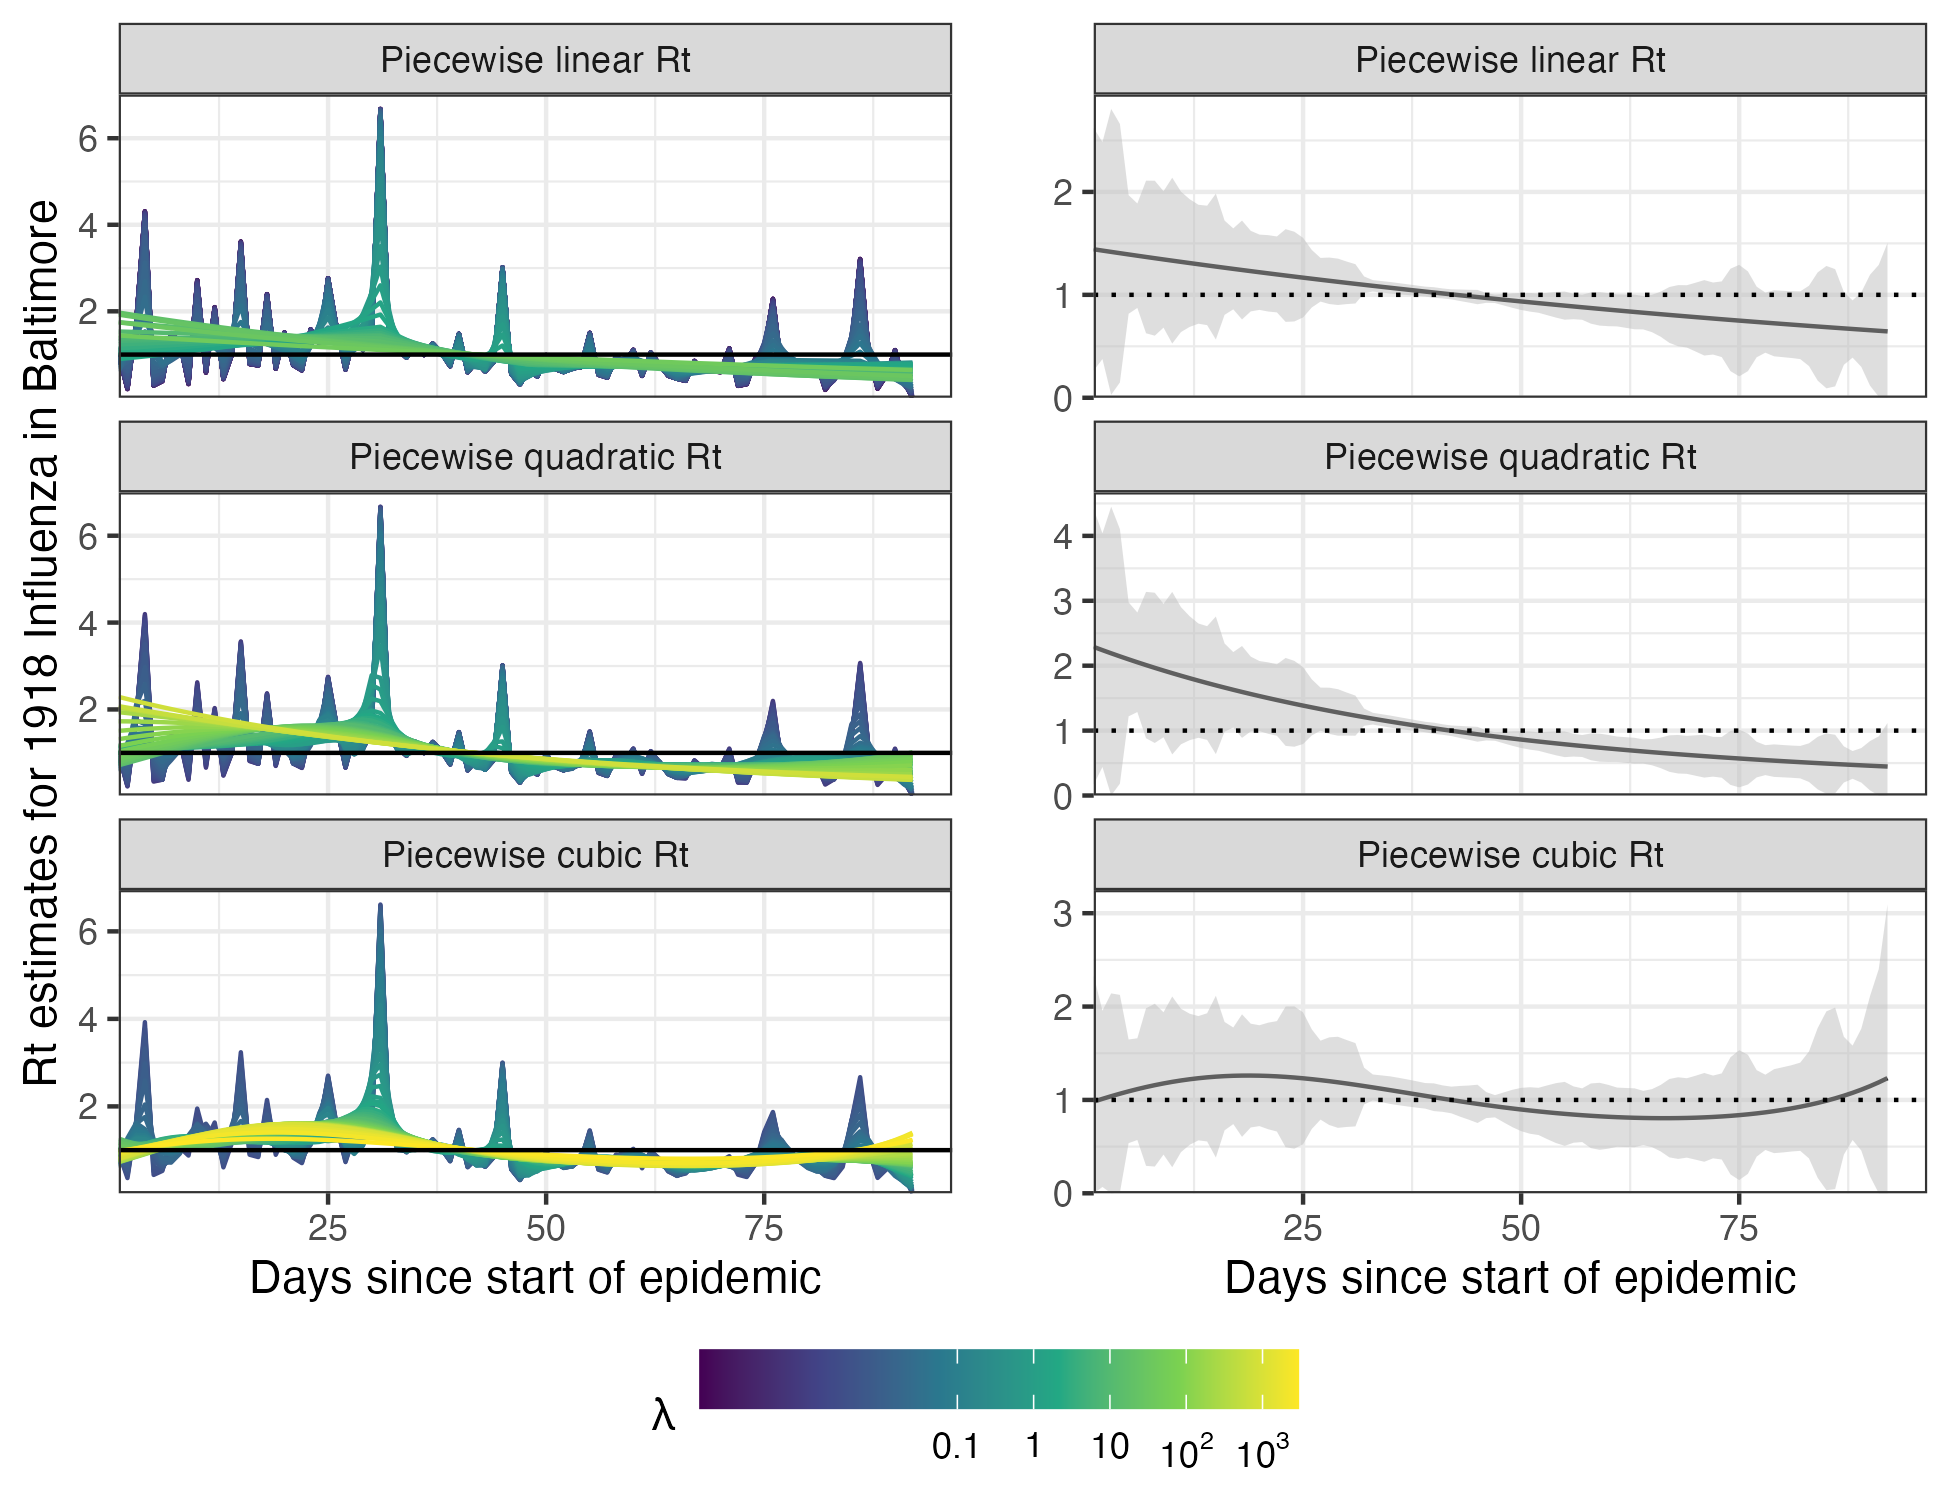 Rt estimates for 1918 Influenza in Baltimore
Piecewise linear Rt
6
4
2
Piecewise quadratic Rt
6
4
2
Piecewise cubic Rt
6
4
2
25 50 75
Days since start of epidemic
Piecewise linear Rt
2
1
0
Piecewise quadratic Rt
4
3
2
1
0
Piecewise cubic Rt
3
2
1
0
25 50 75
Days since start of epidemic
λ
0.1 1 10 10² 10³